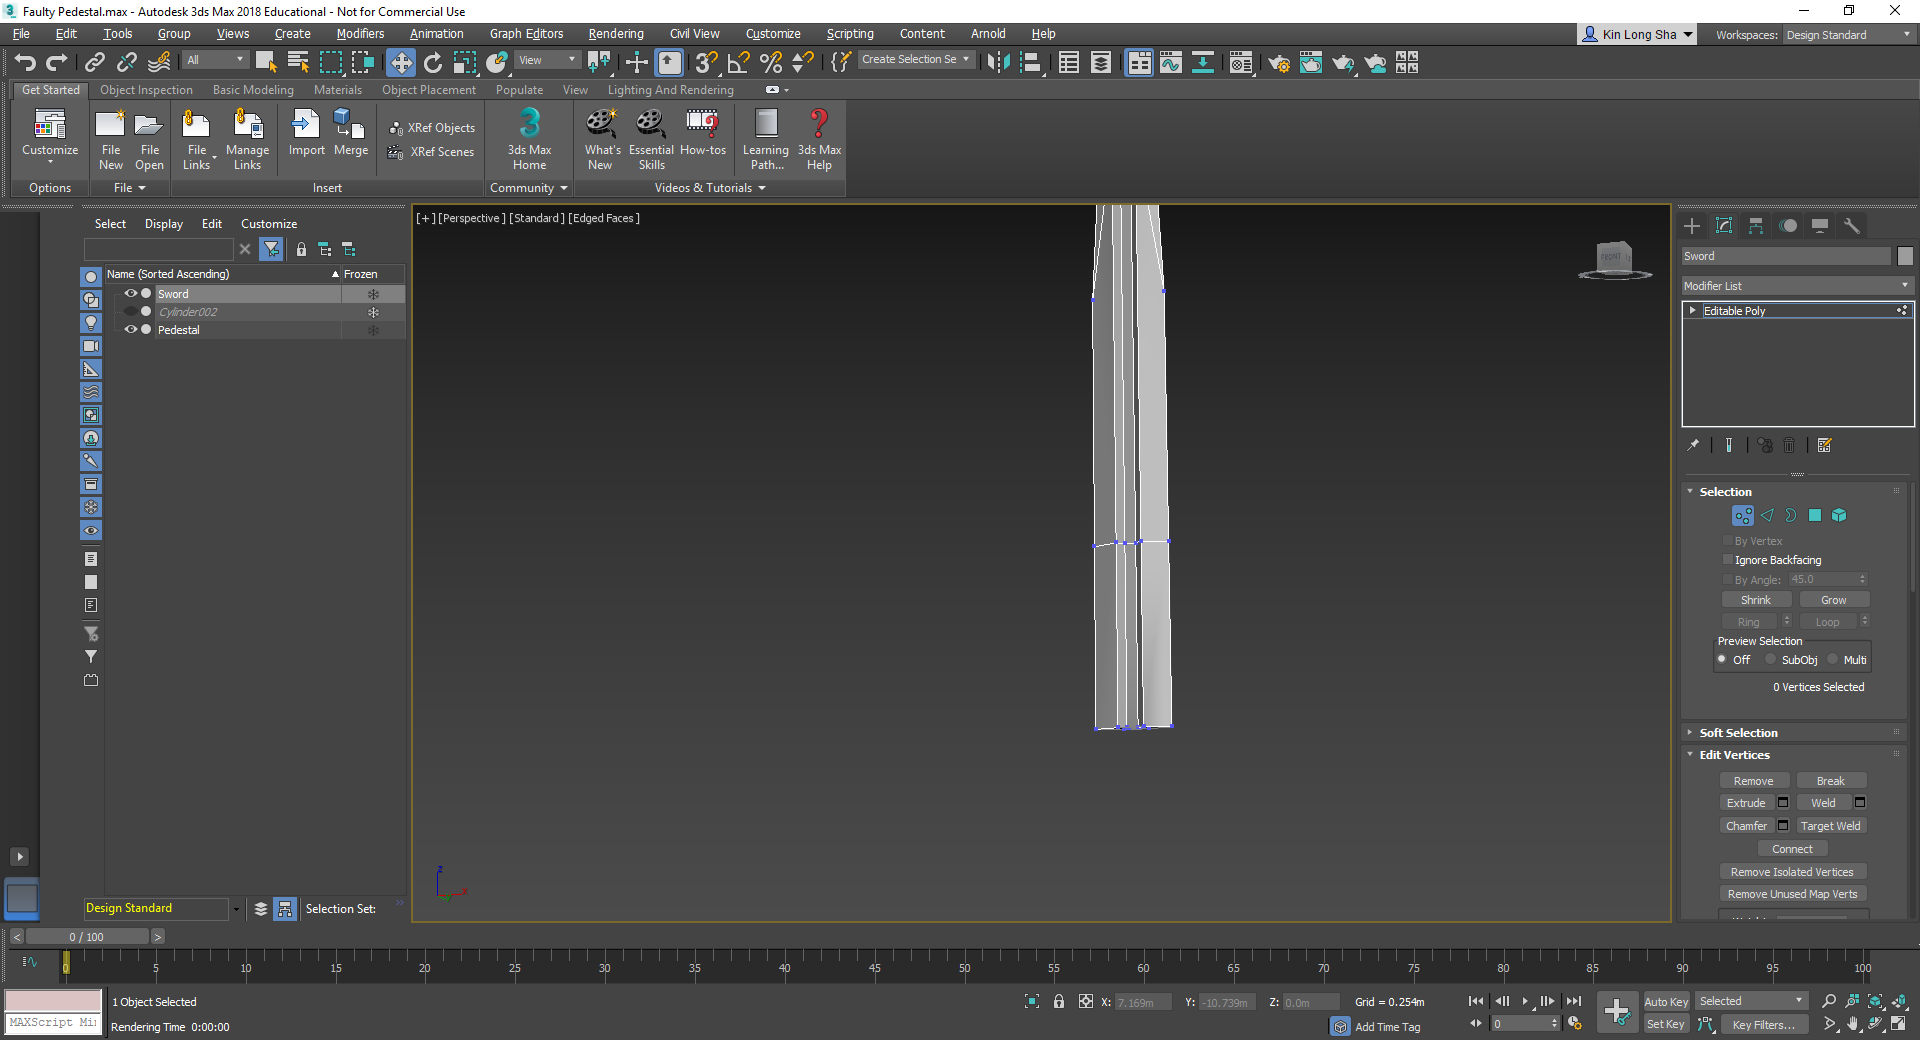 Faulty Pedestal.max - Autodesk 3ds Max 2018 Educational - Not for Commercial Use
File Edit Tools Group Views Create Modifiers Animation Graph Editors Rendering Civil View Customize Scripting Content Arnold Help Kin Long Sha Workspaces: Design Standard
All View Create Selection Se
Get Started Object Inspection Basic Modeling Materials Object Placement Populate View Lighting And Rendering
Customize
File New
File Open
File Links
Manage Links
Import
Merge
XRef Objects
XRef Scenes
3ds Max Home
What's New
Essential Skills
How-tos
Learning Path...
3ds Max Help
Options File Insert Community Videos & Tutorials
Select Display Edit Customize
Name (Sorted Ascending) Frozen
Sword
Cylinder002
Pedestal
[+] [Perspective] [Standard] [Edged Faces]
FRONT
z
x
Sword
Modifier List
Editable Poly
Selection
By Vertex
Ignore Backfacing
By Angle: 45.0
Shrink Grow
Ring Loop
Preview Selection
Off SubObj Multi
0 Vertices Selected
Soft Selection
Edit Vertices
Remove Break
Extrude Weld
Chamfer Target Weld
Connect
Remove Isolated Vertices
Remove Unused Map Verts
Design Standard Selection Set:
< 0 / 100 >
0 5 10 15 20 25 30 35 40 45 50 55 60 65 70 75 80 85 90 95 100
1 Object Selected X: 7.169m Y: -10.739m Z: 0.0m Grid = 0.254m Auto Key Selected
MAXScript Mi Rendering Time 0:00:00 Add Time Tag 0 Set Key Key Filters...